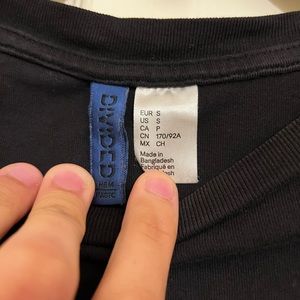 DIVIDED
EUR S
US S
CA P
CN 170/92A
MX CH
Made in
Bangladesh
Fabriqué en